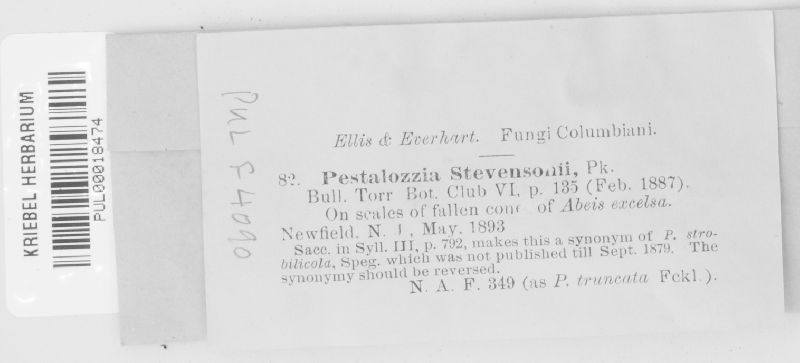 KRIEBEL HERBARIUM
PUL00018474
PUL F4090
Ellis & Everhart. Fungi Columbiani.
82. Pestalozzia Stevensonii, Pk.
Bull. Torr Bot. Club VI, p. 135 (Feb. 1887).
On scales of fallen cone of Abeis excelsa.
Newfield, N. J , May, 1893
Sacc. in Syll. III, p. 792, makes this a synonym of P. stro-
bilicola, Speg. which was not published till Sept. 1879. The
synonymy should be reversed.
N. A. F. 349 (as P. truncata Fckl.).